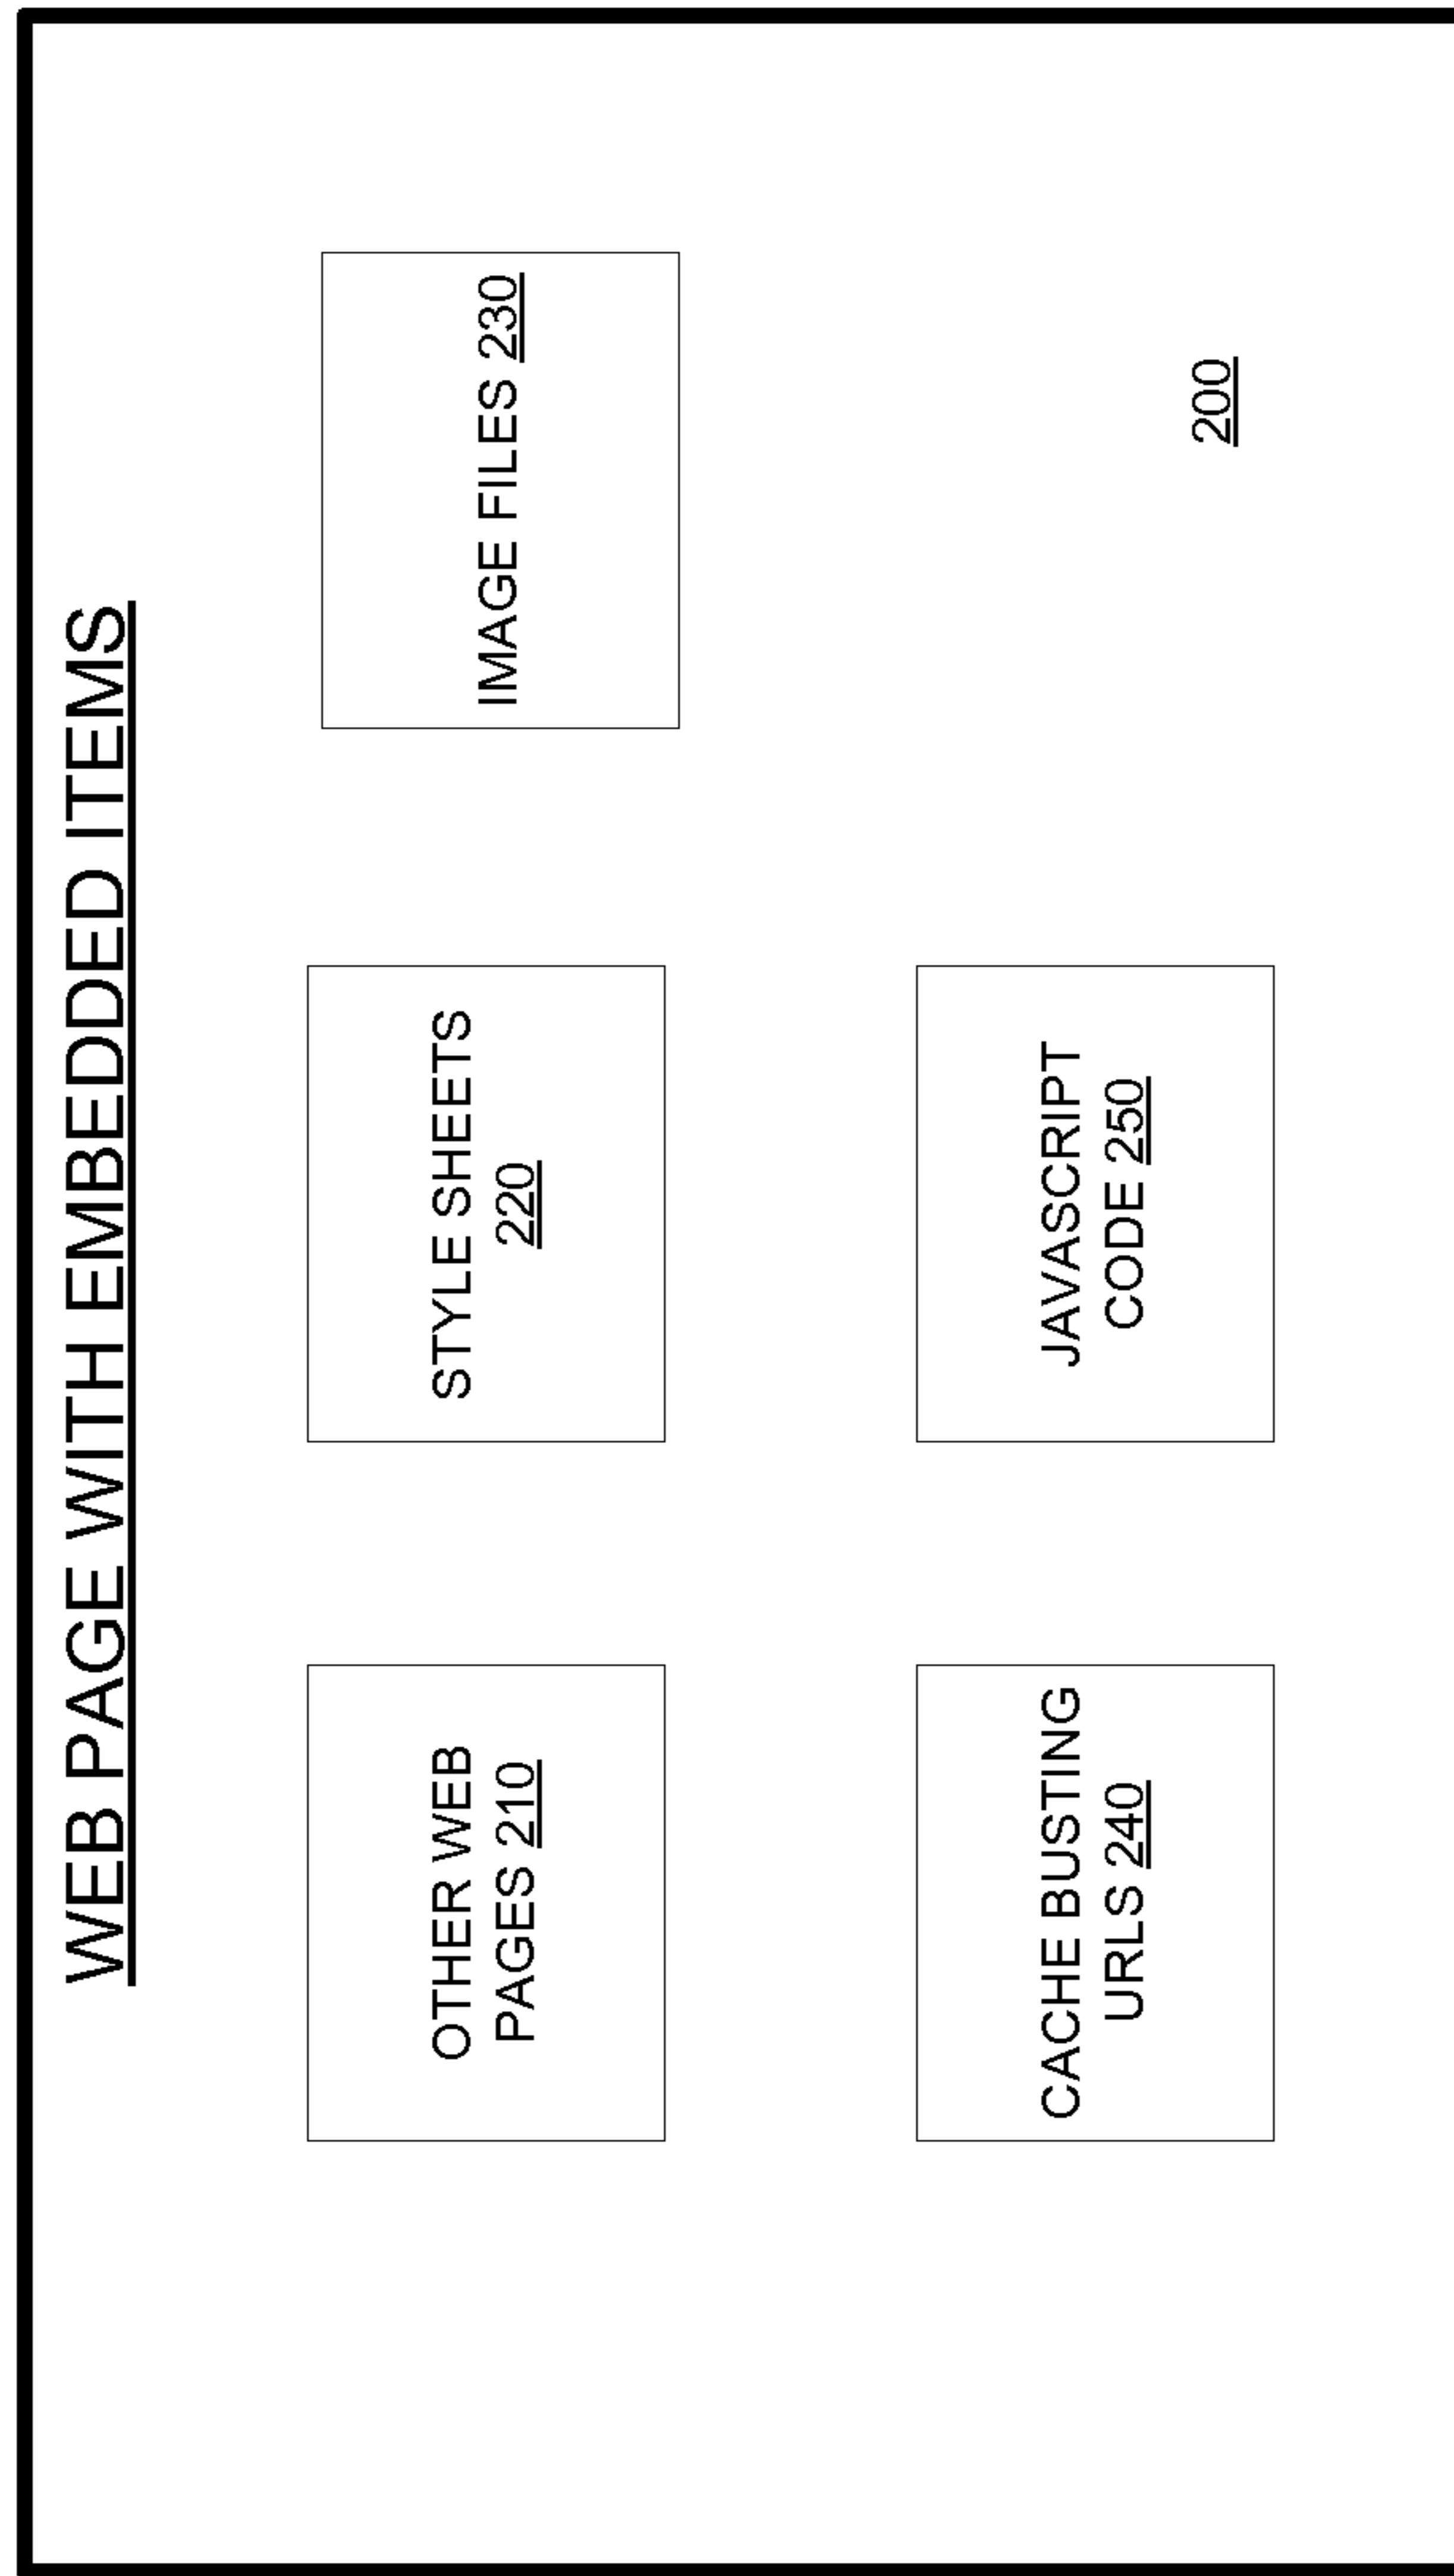 WEB PAGE WITH EMBEDDED ITEMS
OTHER WEB
PAGES 210
STYLE SHEETS
220
IMAGE FILES 230
CACHE BUSTING
URLS 240
JAVASCRIPT
CODE 250
200